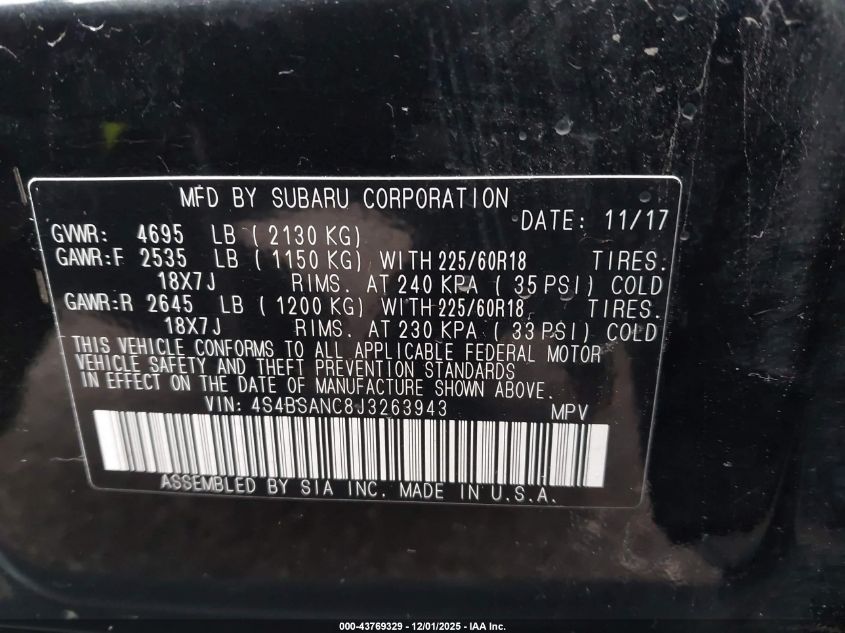 MFD BY SUBARU CORPORATION
DATE: 11/17
GVWR: 4695 LB ( 2130 KG)
GAWR:F 2535 LB ( 1150 KG) WITH 225/60R18 TIRES.
18X7J RIMS. AT 240 KPA ( 35 PSI) COLD
GAWR:R 2645 LB ( 1200 KG) WITH 225/60R18 TIRES.
18X7J RIMS. AT 230 KPA ( 33 PSI) COLD
THIS VEHICLE CONFORMS TO ALL APPLICABLE FEDERAL MOTOR
VEHICLE SAFETY AND THEFT PREVENTION STANDARDS
IN EFFECT ON THE DATE OF MANUFACTURE SHOWN ABOVE.
VIN: 4S4BSANC8J3263943 MPV
ASSEMBLED BY SIA INC. MADE IN U.S.A.
000-43769329 - 12/01/2025 - IAA Inc.